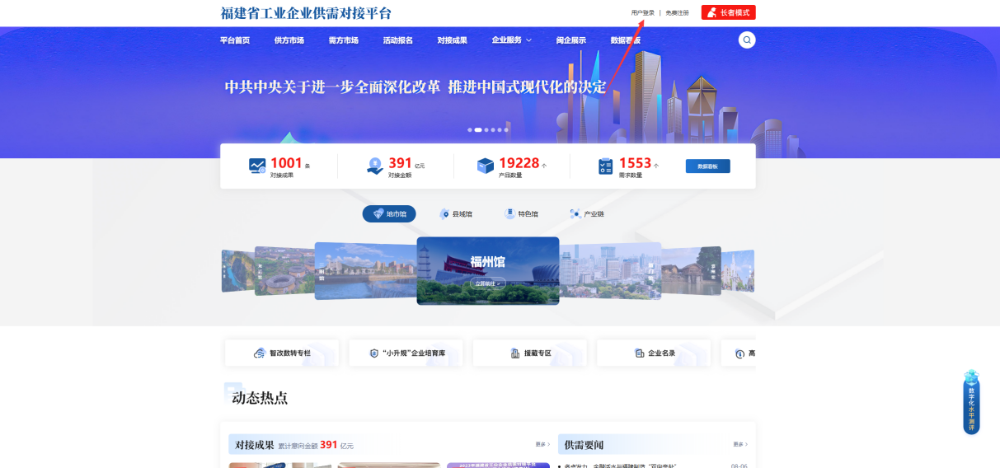 福建省工业企业供需对接平台
用户登录 | 免费注册 长者模式
平台首页 供方市场 需方市场 活动报名 对接成果 企业服务 闽企展示 数据看板
中共中央关于进一步全面深化改革 推进中国式现代化的决定
1001 条 391 亿元 19228 个 1553 个 数据看板
对接成果 对接金额 产品数量 需求数量
地市馆 县域馆 特色馆 产业链
福州馆
立即前往 >
智改数转专栏 “小升规”企业培育库 援藏专区 企业名录 高
数字化水平测评
动态热点
对接成果 累计意向金额 391 亿元 更多 > 供需要闻 更多 >
08-06